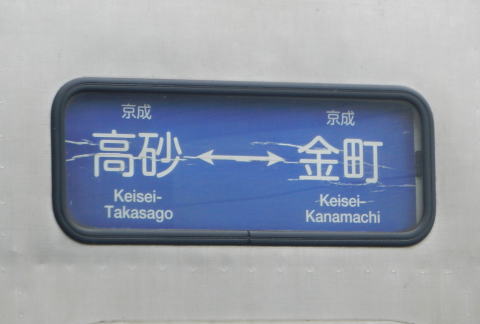 京成 京成
高砂 ↔ 金町
Keisei- Keisei-
Takasago Kanamachi